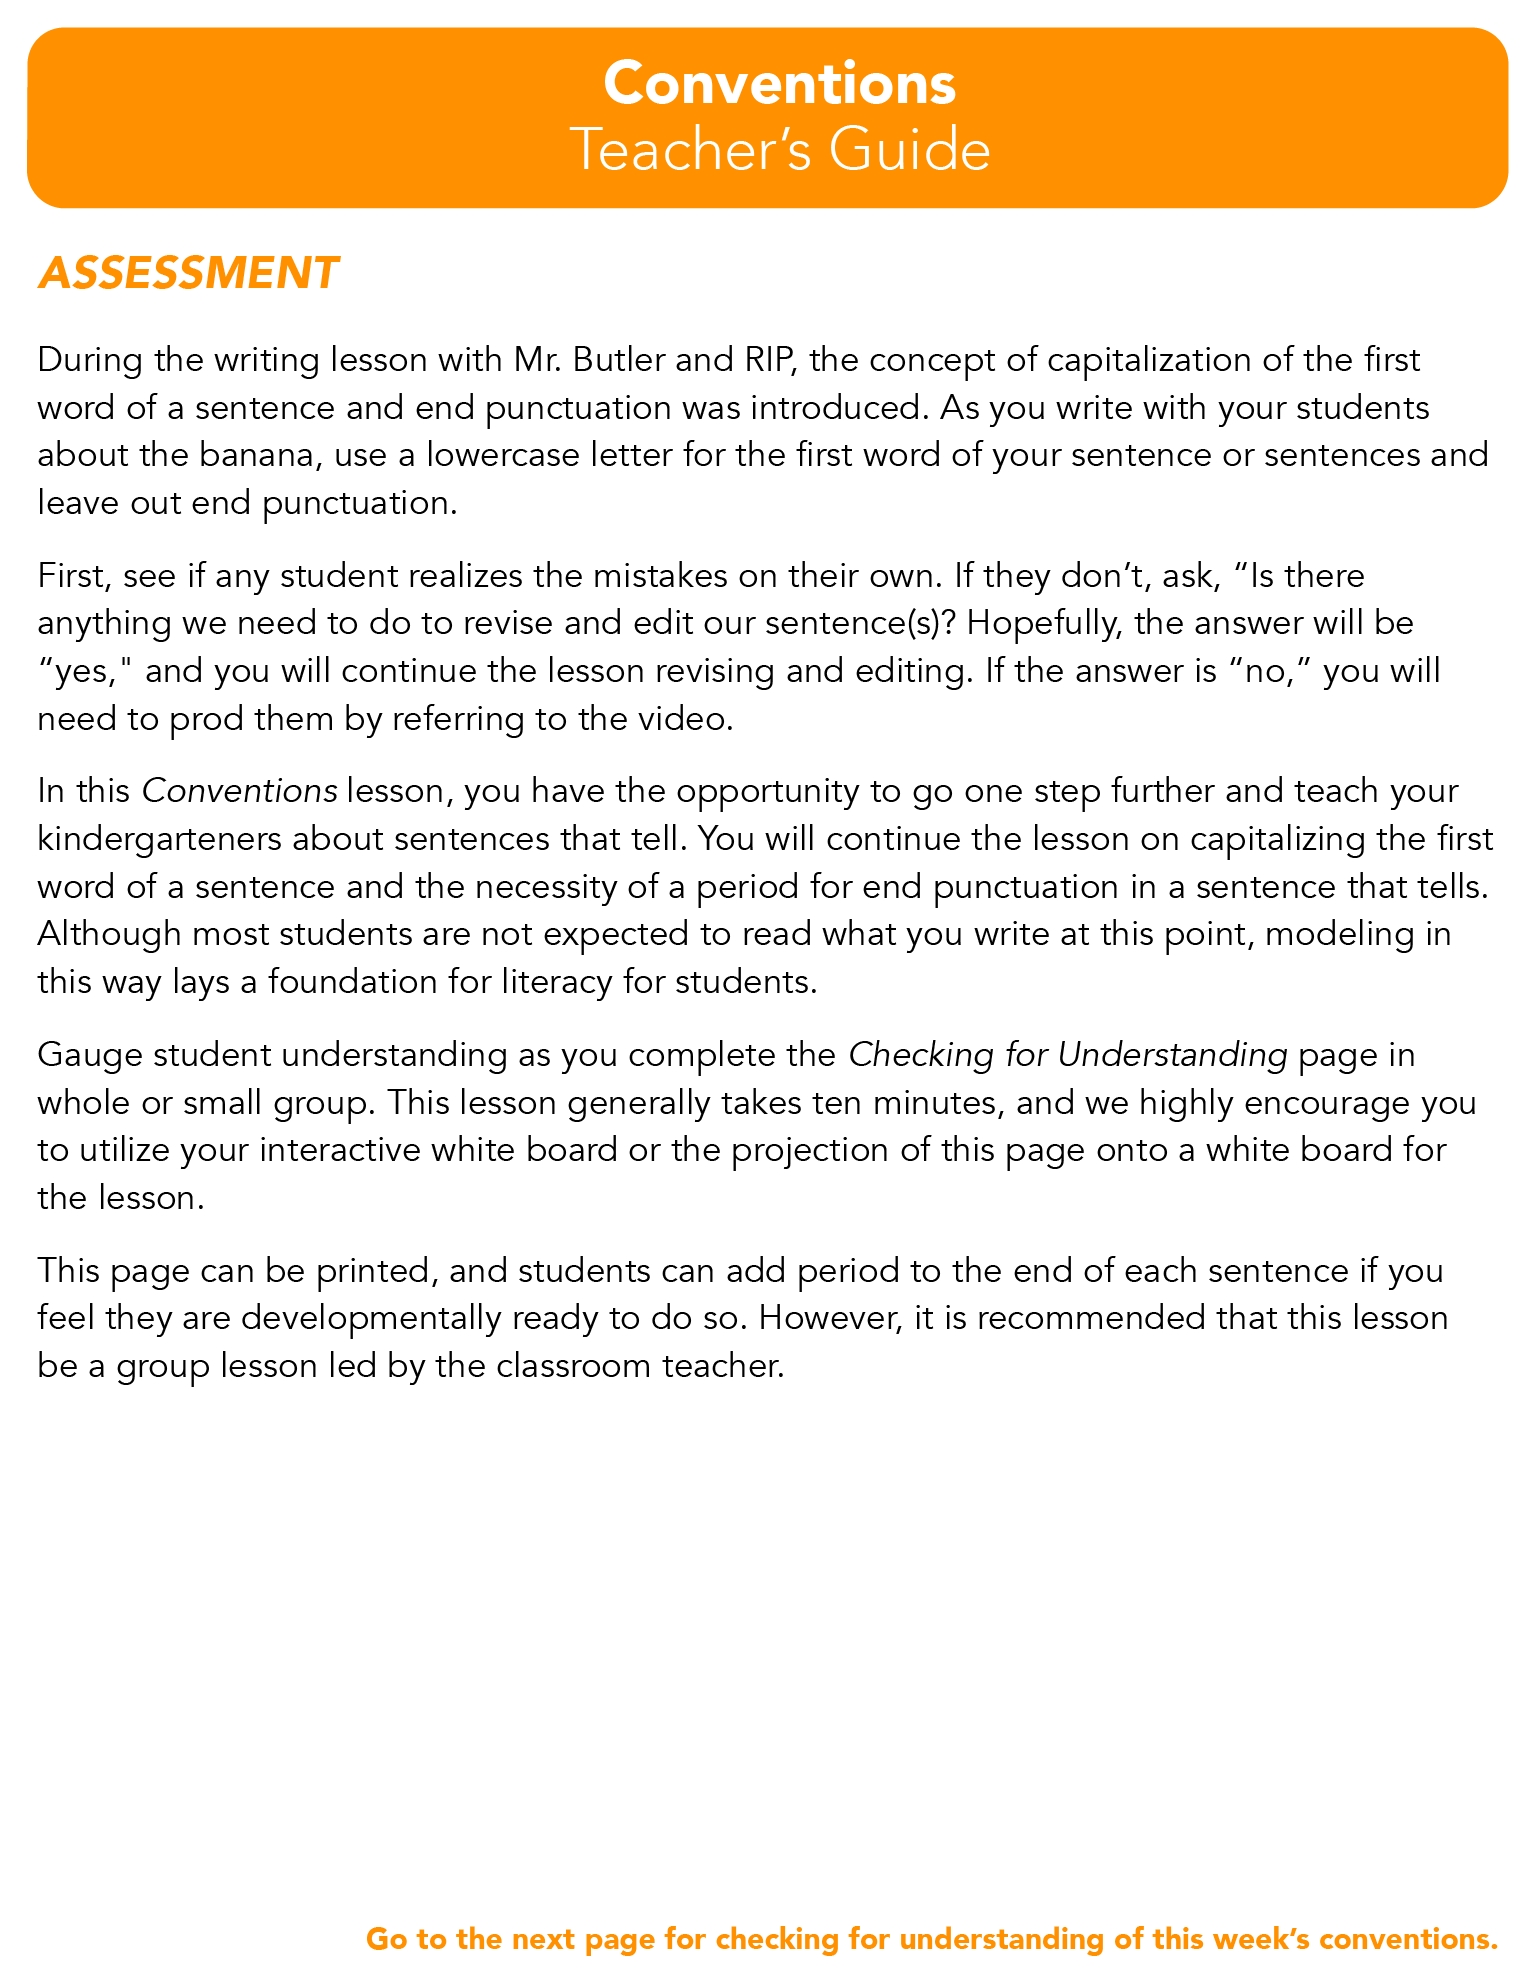 Conventions
Teacher’s Guide
ASSESSMENT
During the writing lesson with Mr. Butler and RIP, the concept of capitalization of the first
word of a sentence and end punctuation was introduced. As you write with your students
about the banana, use a lowercase letter for the first word of your sentence or sentences and
leave out end punctuation.
First, see if any student realizes the mistakes on their own. If they don’t, ask, “Is there
anything we need to do to revise and edit our sentence(s)? Hopefully, the answer will be
“yes," and you will continue the lesson revising and editing. If the answer is “no,” you will
need to prod them by referring to the video.
In this Conventions lesson, you have the opportunity to go one step further and teach your
kindergarteners about sentences that tell. You will continue the lesson on capitalizing the first
word of a sentence and the necessity of a period for end punctuation in a sentence that tells.
Although most students are not expected to read what you write at this point, modeling in
this way lays a foundation for literacy for students.
Gauge student understanding as you complete the Checking for Understanding page in
whole or small group. This lesson generally takes ten minutes, and we highly encourage you
to utilize your interactive white board or the projection of this page onto a white board for
the lesson.
This page can be printed, and students can add period to the end of each sentence if you
feel they are developmentally ready to do so. However, it is recommended that this lesson
be a group lesson led by the classroom teacher.
Go to the next page for checking for understanding of this week’s conventions.